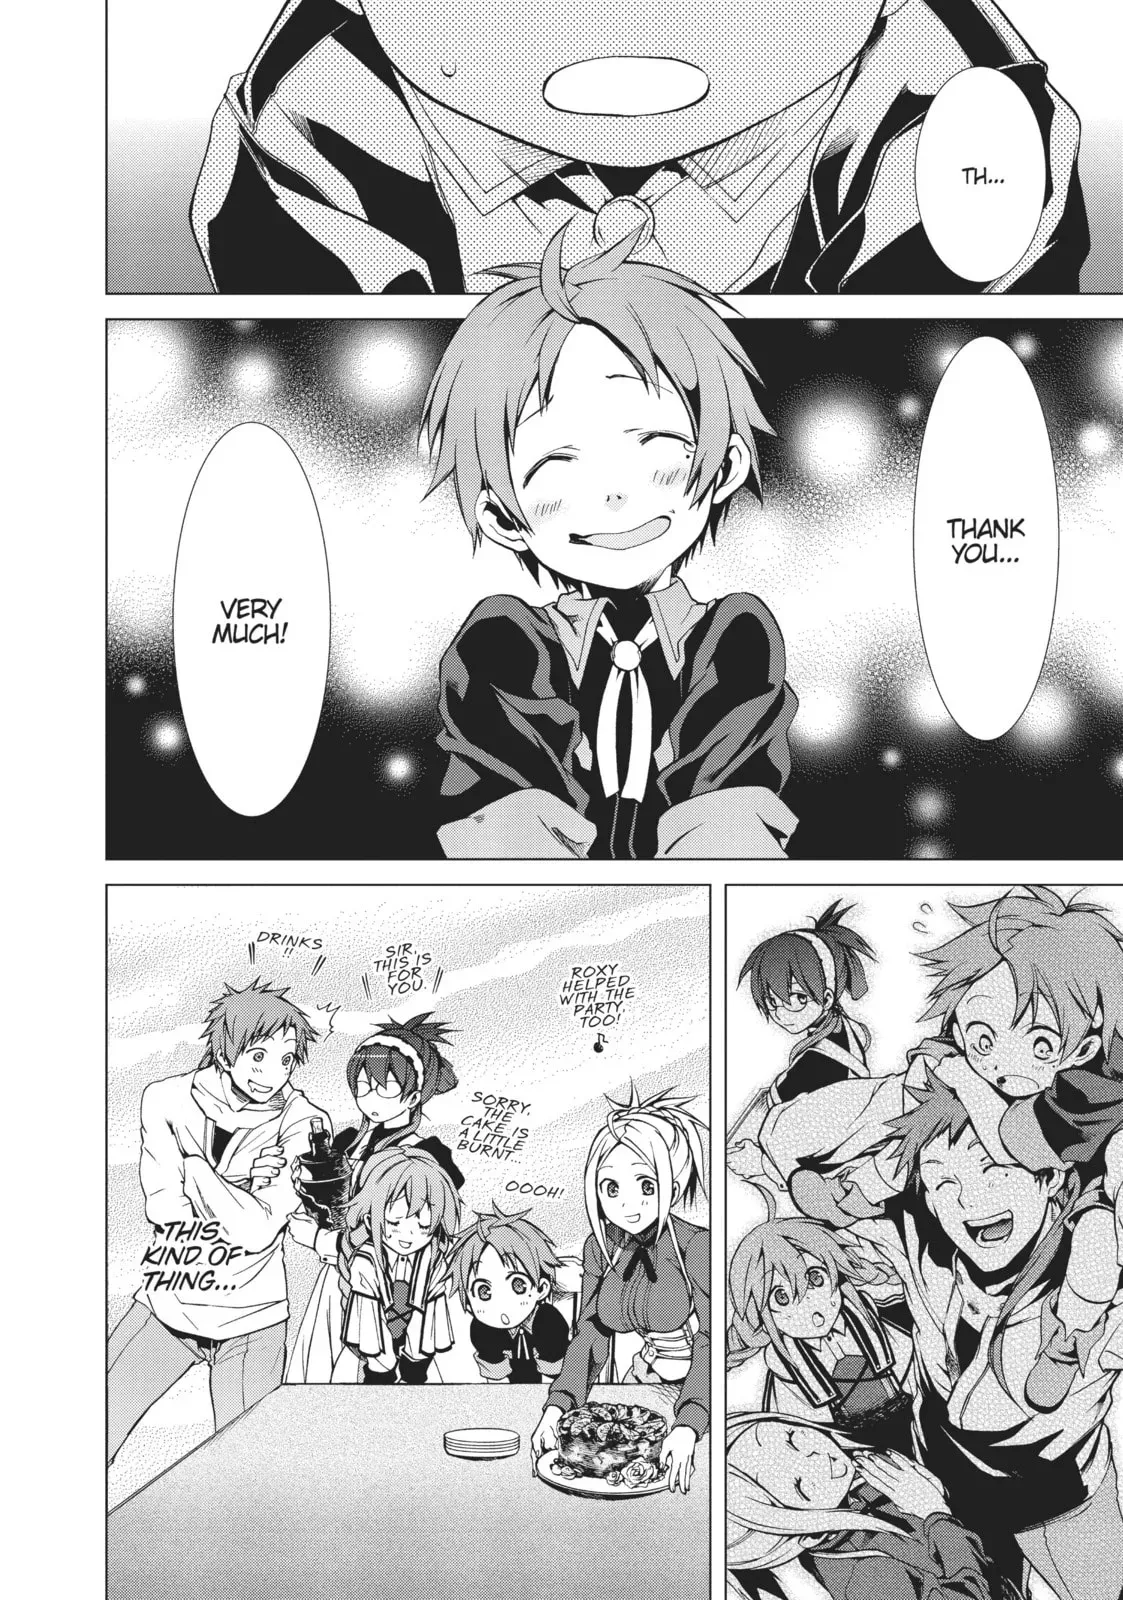 TH...
THANK
YOU...
VERY
MUCH!
ROXY
HELPED
WITH THE
PARTY,
TOO!
SIR,
THIS IS
FOR
YOU.
DRINKS
!!
SORRY,
THE
CAKE IS
A LITTLE
BURNT...
OOOH!
THIS
KIND OF
THING...